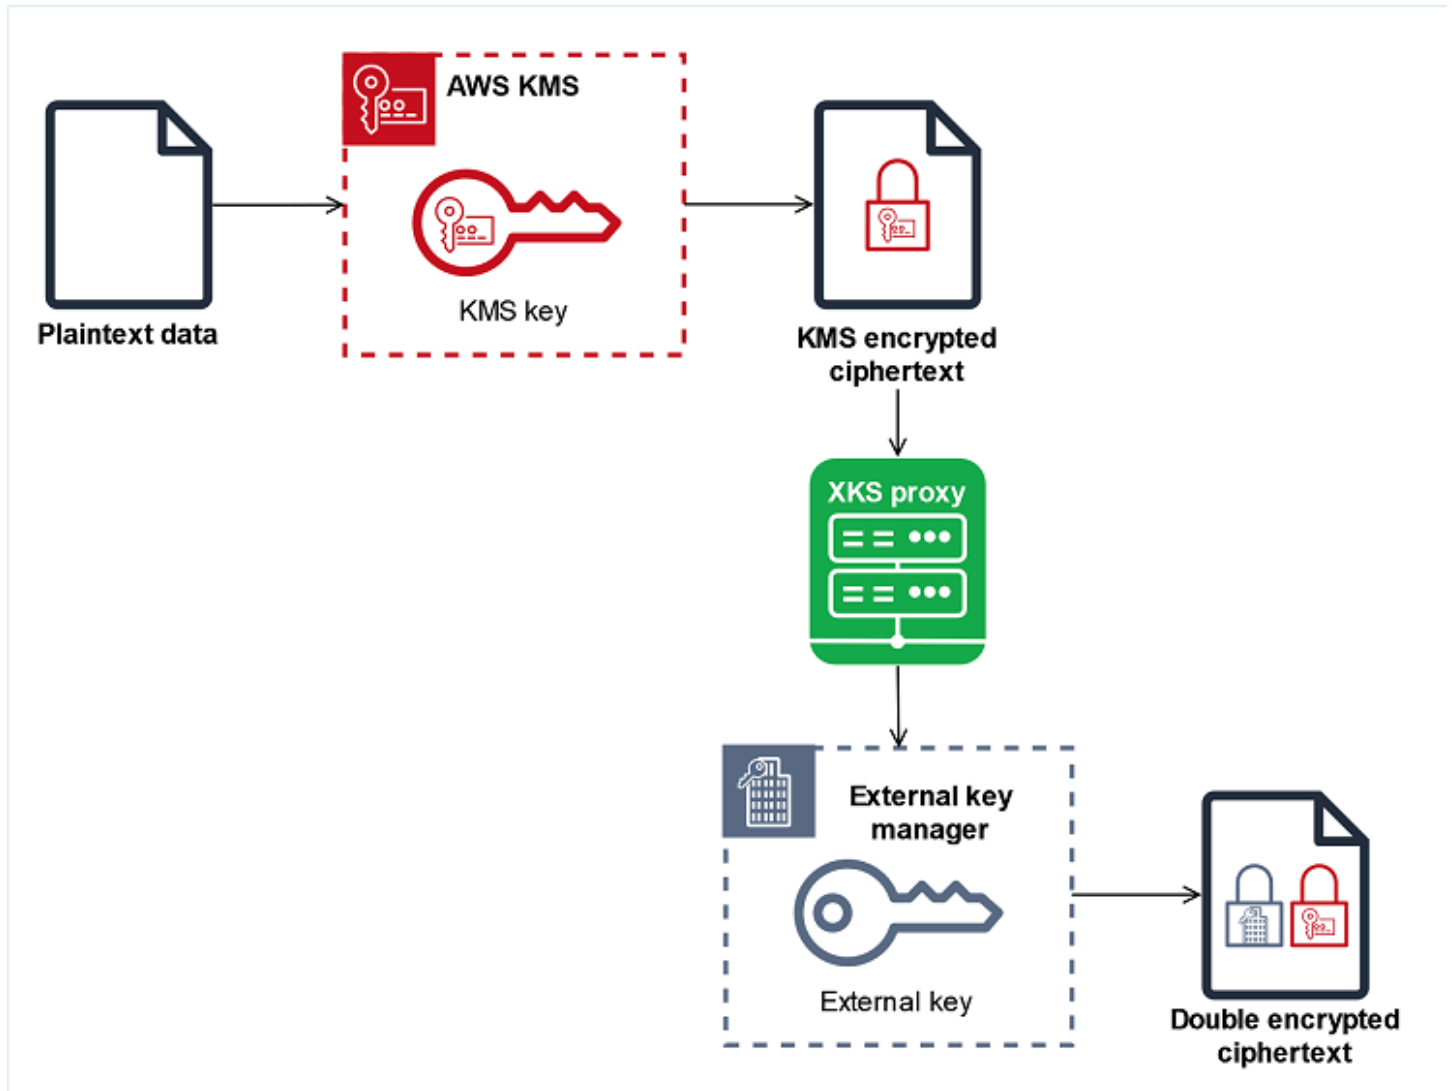 AWS KMS
KMS key
Plaintext data
KMS encrypted
ciphertext
XKS proxy
External key
manager
External key
Double encrypted
ciphertext